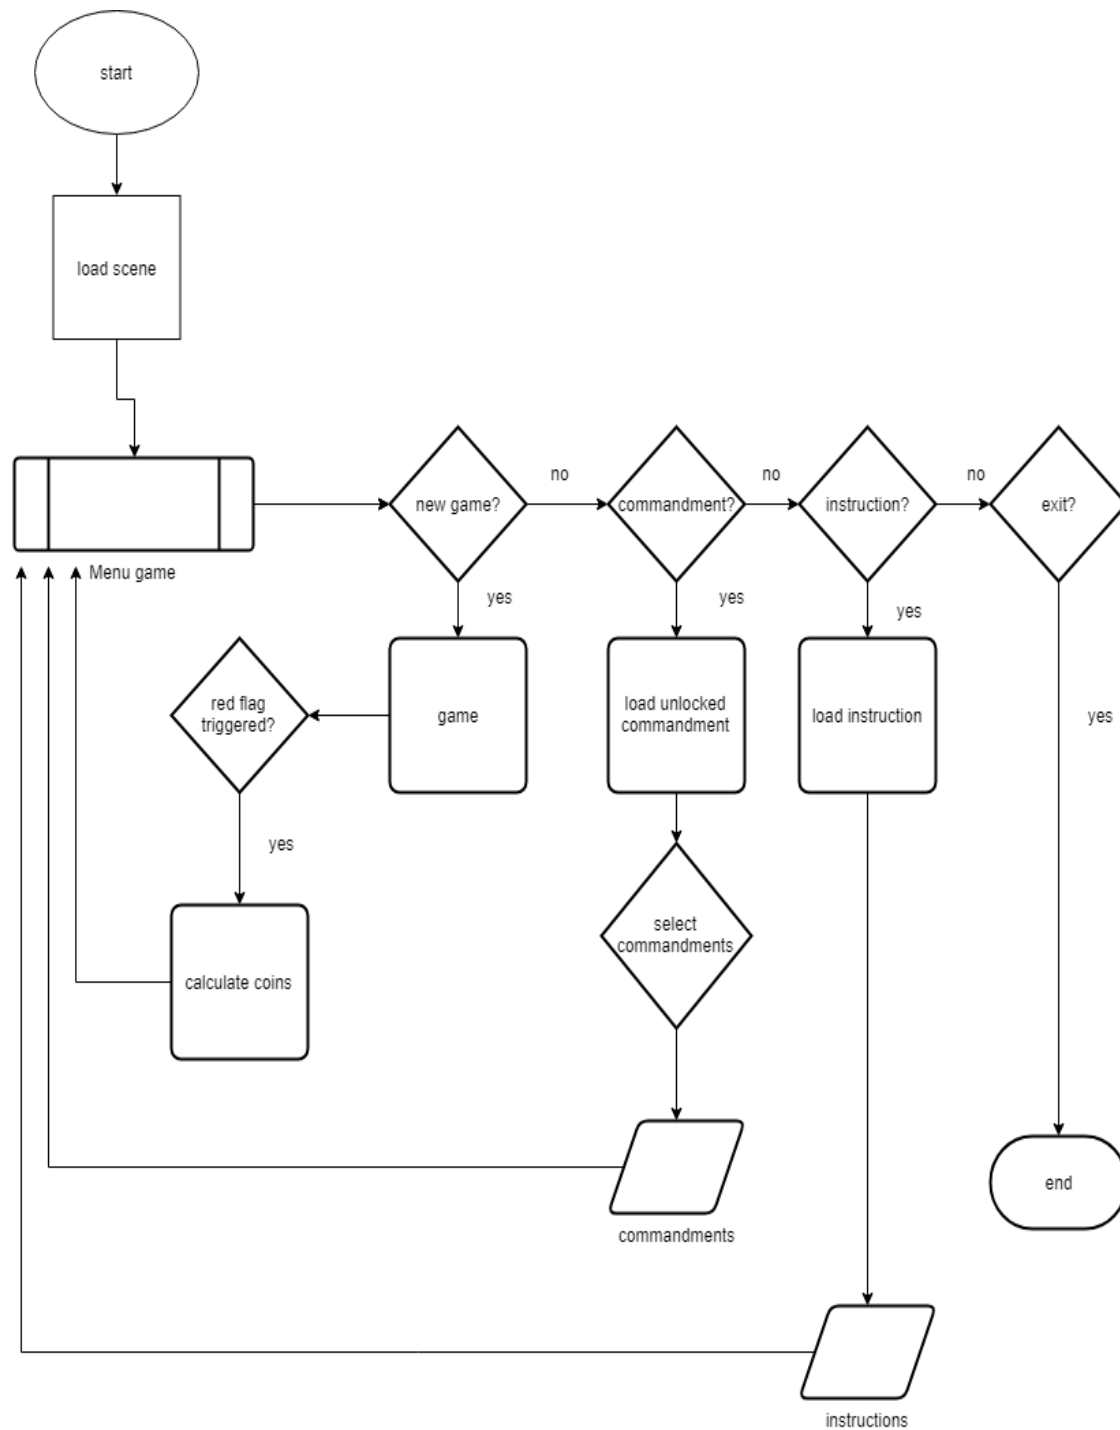 start
load scene
Menu game
new game?
no
commandment?
no
instruction?
no
exit?
yes
yes
yes
yes
red flag
triggered?
game
load unlocked
commandment
load instruction
yes
select
commandments
calculate coins
commandments
end
instructions